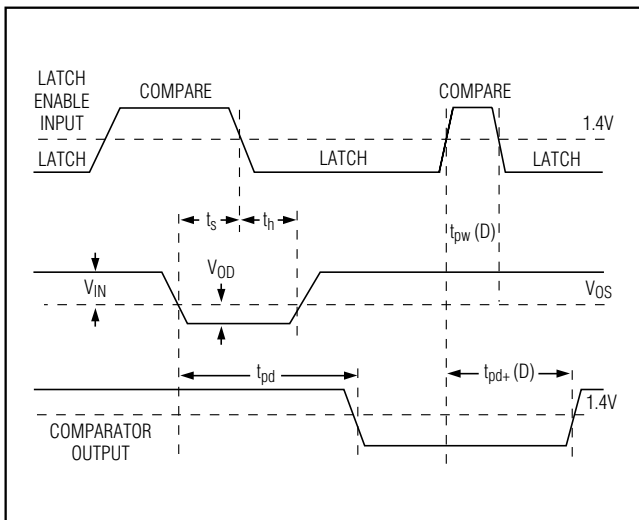 LATCH
ENABLE
INPUT
COMPARE
COMPARE
1.4V
LATCH
LATCH
LATCH
ts
th
tpw (D)
VOD
VIN
VOS
tpd
tpd+ (D)
1.4V
COMPARATOR
OUTPUT